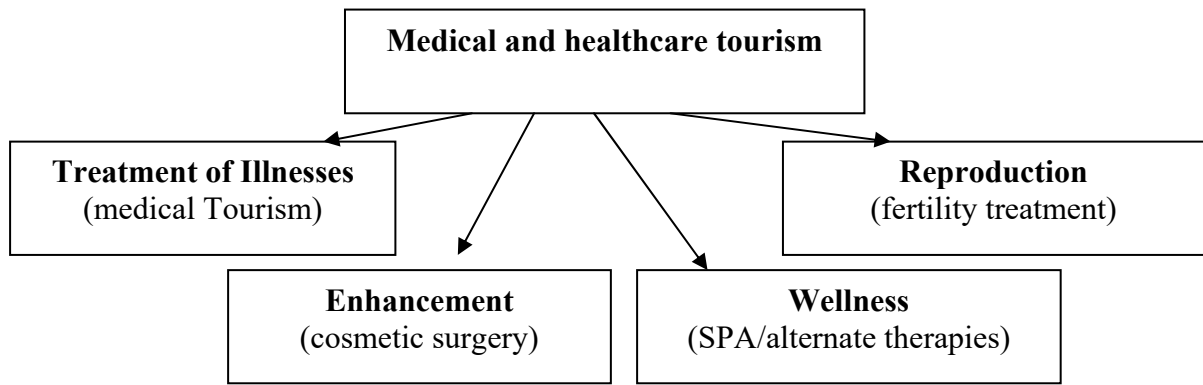 Medical and healthcare tourism
Treatment of Illnesses
(medical Tourism)
Reproduction
(fertility treatment)
Enhancement
(cosmetic surgery)
Wellness
(SPA/alternate therapies)